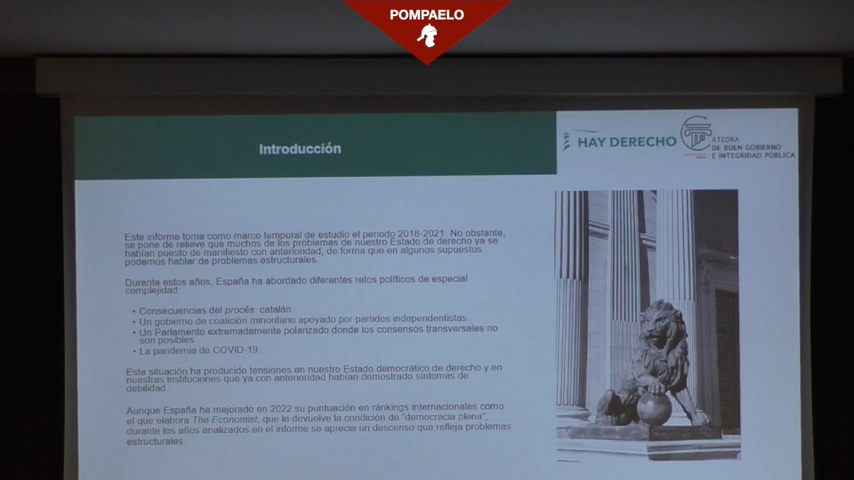 POMPAELO
Introducción
HAY DERECHO
CÁTEDRA
DE BUEN GOBIERNO
E INTEGRIDAD PÚBLICA
Este informe toma como marco temporal de estudio el periodo 2018-2021. No obstante,
se pone de relieve que muchos de los problemas de nuestro Estado de derecho ya se
habían puesto de manifiesto con anterioridad, de forma que en algunos supuestos
podemos hablar de problemas estructurales.
Durante estos años, España ha abordado diferentes retos políticos de especial
complejidad:
• Consecuencias del procés catalán.
• Un gobierno de coalición minoritario apoyado por partidos independentistas.
• Un Parlamento extremadamente polarizado donde los consensos transversales no
son posibles.
• La pandemia de COVID-19.
Esta situación ha producido tensiones en nuestro Estado democrático de derecho y en
nuestras instituciones que ya con anterioridad habían demostrado síntomas de
debilidad.
Aunque España ha mejorado en 2022 su puntuación en ránkings internacionales como
el que elabora The Economist, que le devuelve la condición de "democracia plena",
durante los años analizados en el informe se aprecia un descenso que refleja problemas
estructurales.